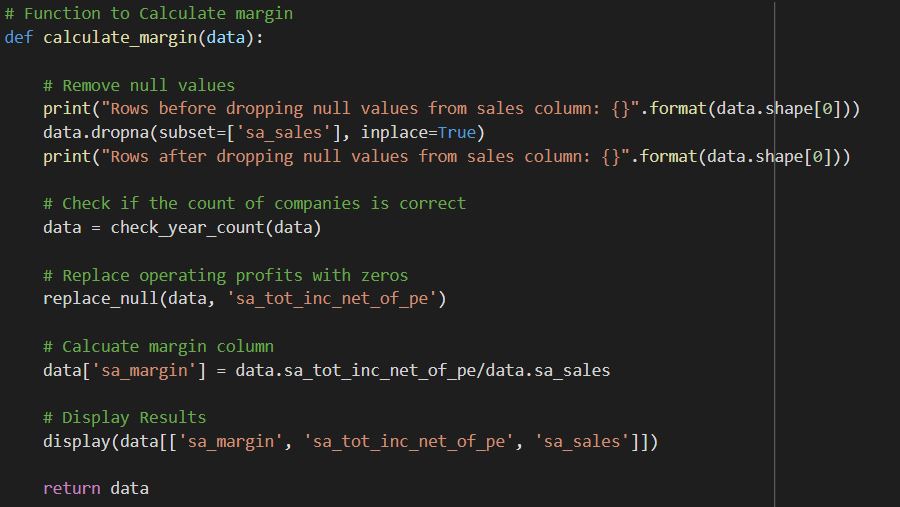 # Function to Calculate margin
def calculate_margin(data):
    # Remove null values
    print("Rows before dropping null values from sales column: {}".format(data.shape[0]))
    data.dropna(subset=['sa_sales'], inplace=True)
    print("Rows after dropping null values from sales column: {}".format(data.shape[0]))
    # Check if the count of companies is correct
    data = check_year_count(data)
    # Replace operating profits with zeros
    replace_null(data, 'sa_tot_inc_net_of_pe')
    # Calcuate margin column
    data['sa_margin'] = data.sa_tot_inc_net_of_pe/data.sa_sales
    # Display Results
    display(data[['sa_margin', 'sa_tot_inc_net_of_pe', 'sa_sales']])
    return data